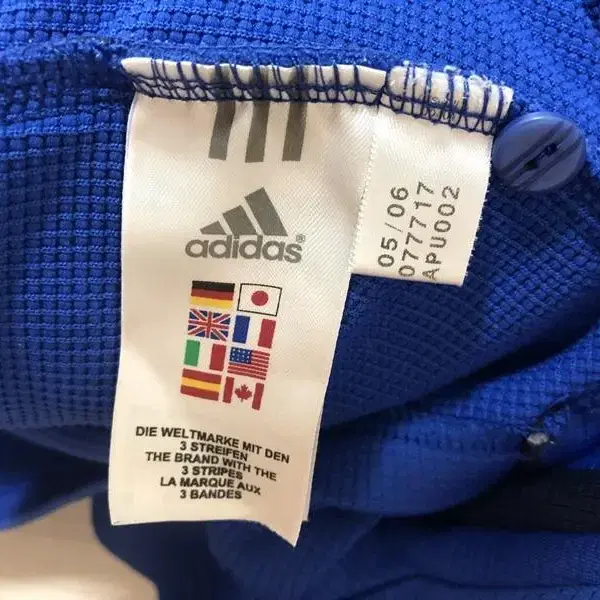 adidas®
DIE WELTMARKE MIT DEN
3 STREIFEN
THE BRAND WITH THE
3 STRIPES
LA MARQUE AUX
3 BANDES
05/06
077717
APU002